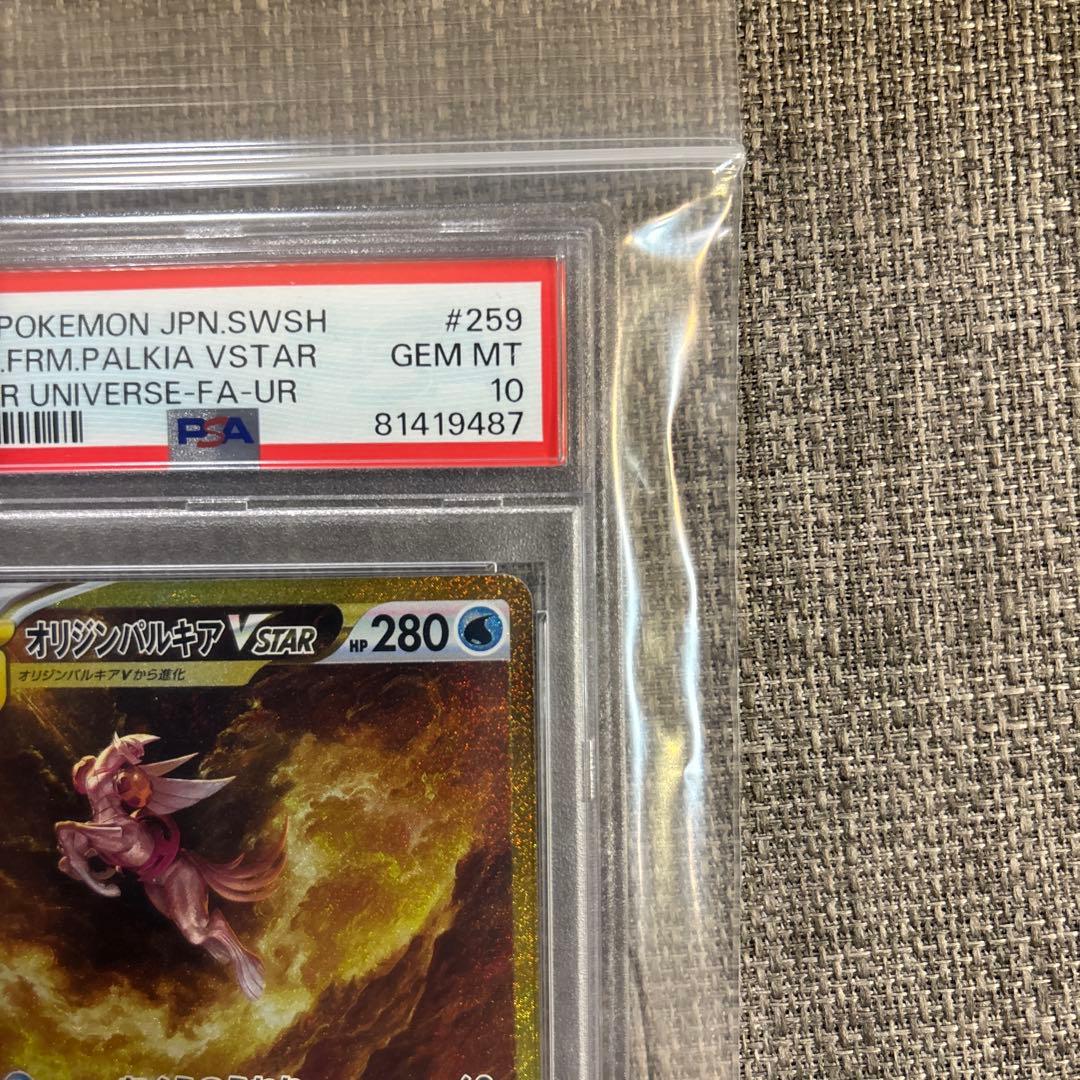 POKEMON JPN.SWSH #259
.FRM.PALKIA VSTAR GEM MT
R UNIVERSE-FA-UR 10
PSA 81419487
オリジンパルキア VSTAR HP 280
オリジンパルキアVから進化